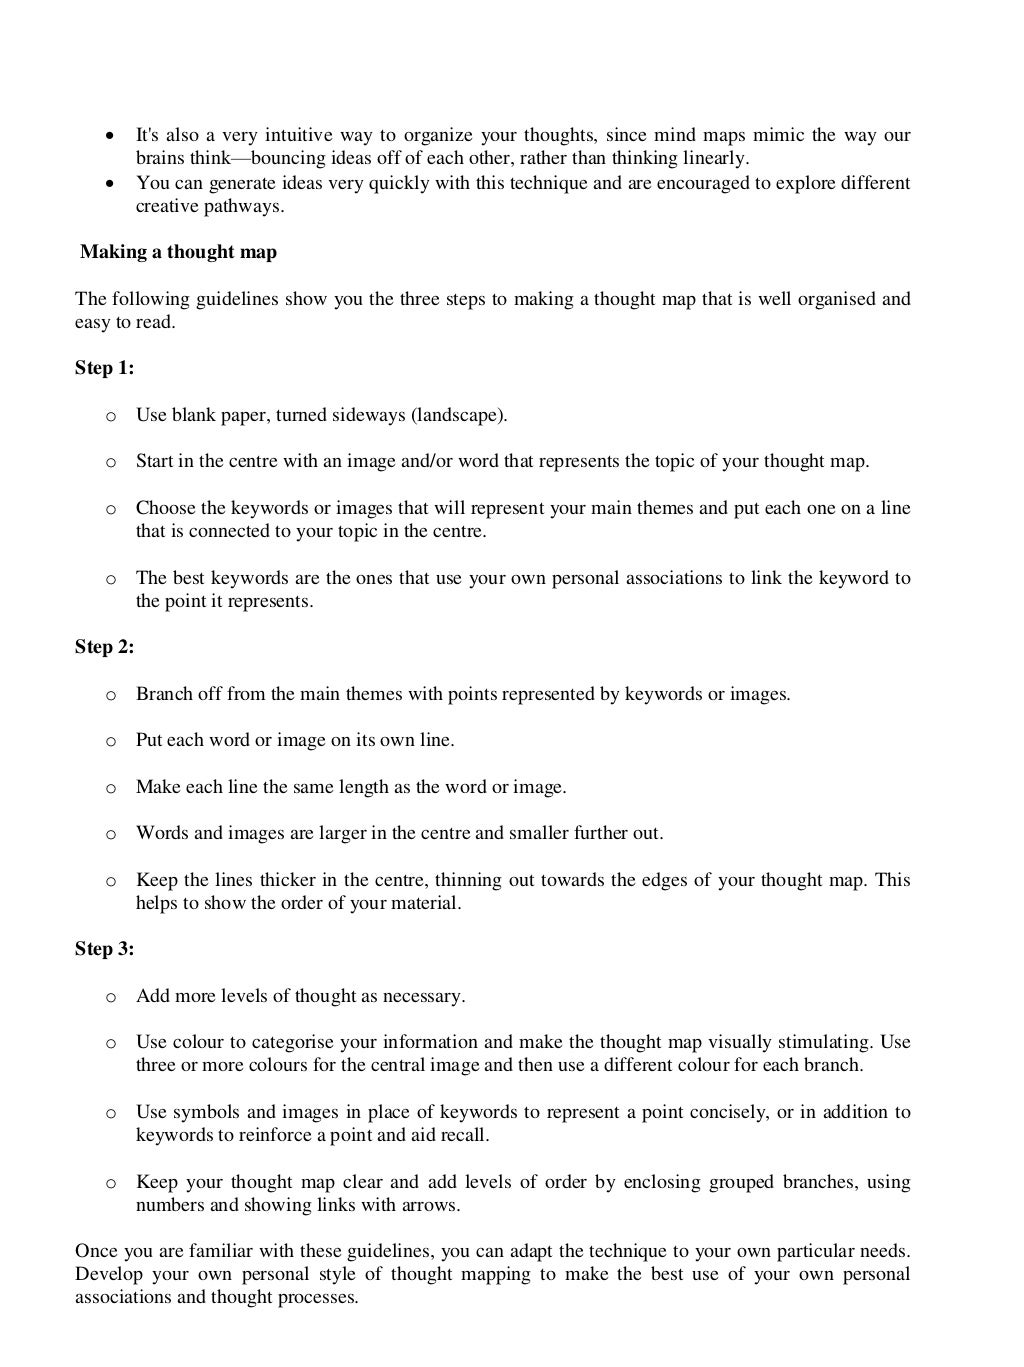 • It's also a very intuitive way to organize your thoughts, since mind maps mimic the way our
brains think—bouncing ideas off of each other, rather than thinking linearly.
• You can generate ideas very quickly with this technique and are encouraged to explore different
creative pathways.
Making a thought map
The following guidelines show you the three steps to making a thought map that is well organised and
easy to read.
Step 1:
o Use blank paper, turned sideways (landscape).
o Start in the centre with an image and/or word that represents the topic of your thought map.
o Choose the keywords or images that will represent your main themes and put each one on a line
that is connected to your topic in the centre.
o The best keywords are the ones that use your own personal associations to link the keyword to
the point it represents.
Step 2:
o Branch off from the main themes with points represented by keywords or images.
o Put each word or image on its own line.
o Make each line the same length as the word or image.
o Words and images are larger in the centre and smaller further out.
o Keep the lines thicker in the centre, thinning out towards the edges of your thought map. This
helps to show the order of your material.
Step 3:
o Add more levels of thought as necessary.
o Use colour to categorise your information and make the thought map visually stimulating. Use
three or more colours for the central image and then use a different colour for each branch.
o Use symbols and images in place of keywords to represent a point concisely, or in addition to
keywords to reinforce a point and aid recall.
o Keep your thought map clear and add levels of order by enclosing grouped branches, using
numbers and showing links with arrows.
Once you are familiar with these guidelines, you can adapt the technique to your own particular needs.
Develop your own personal style of thought mapping to make the best use of your own personal
associations and thought processes.